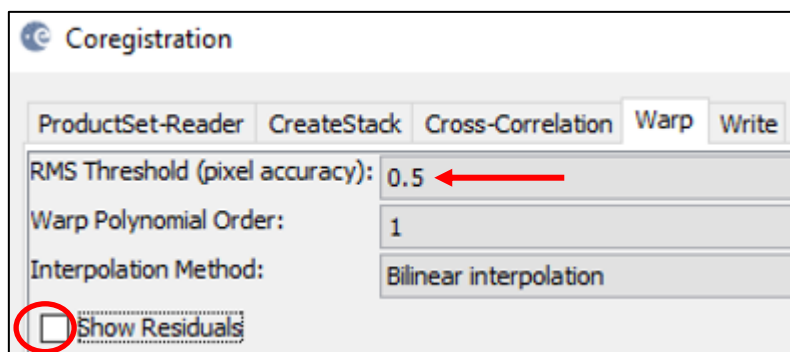 Coregistration
ProductSet-Reader CreateStack Cross-Correlation Warp Write
RMS Threshold (pixel accuracy): 0.5
Warp Polynomial Order: 1
Interpolation Method: Bilinear interpolation
Show Residuals